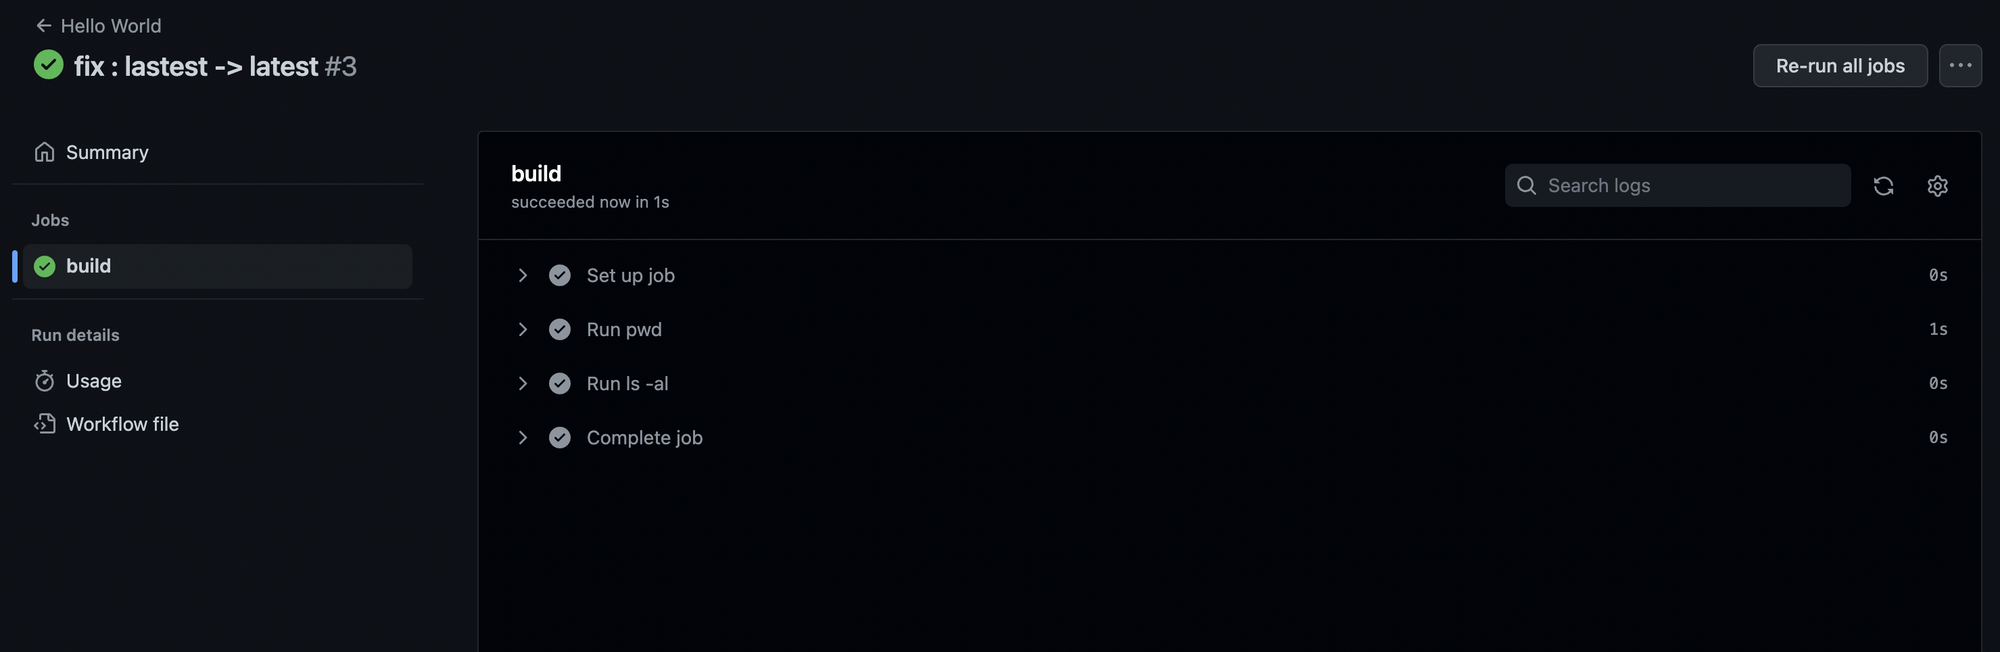 Hello World
fix : lastest -> latest #3
Re-run all jobs
Summary
Jobs
build
Run details
Usage
Workflow file
build
succeeded now in 1s
Search logs
Set up job 0s
Run pwd 1s
Run ls -al 0s
Complete job 0s